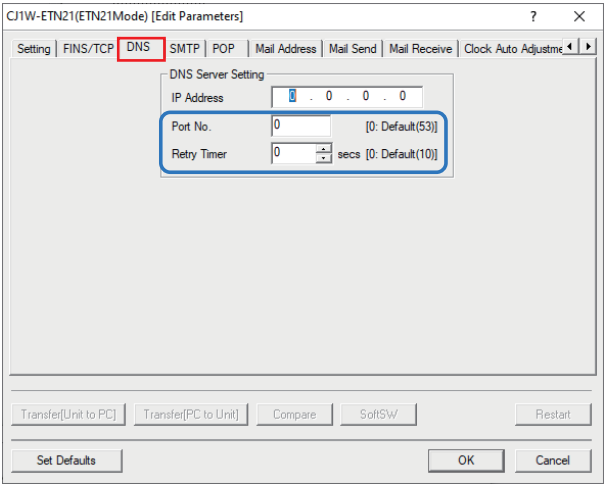 CJ1W-ETN21(ETN21Mode) [Edit Parameters] ? ×
Setting FINS/TCP DNS SMTP POP Mail Address Mail Send Mail Receive Clock Auto Adjustme
DNS Server Setting
IP Address 0 . 0 . 0 . 0
Port No. 0 [0: Default(53)]
Retry Timer 0 secs [0: Default(10)]
Transfer[Unit to PC] Transfer[PC to Unit] Compare SoftSW Restart
Set Defaults OK Cancel